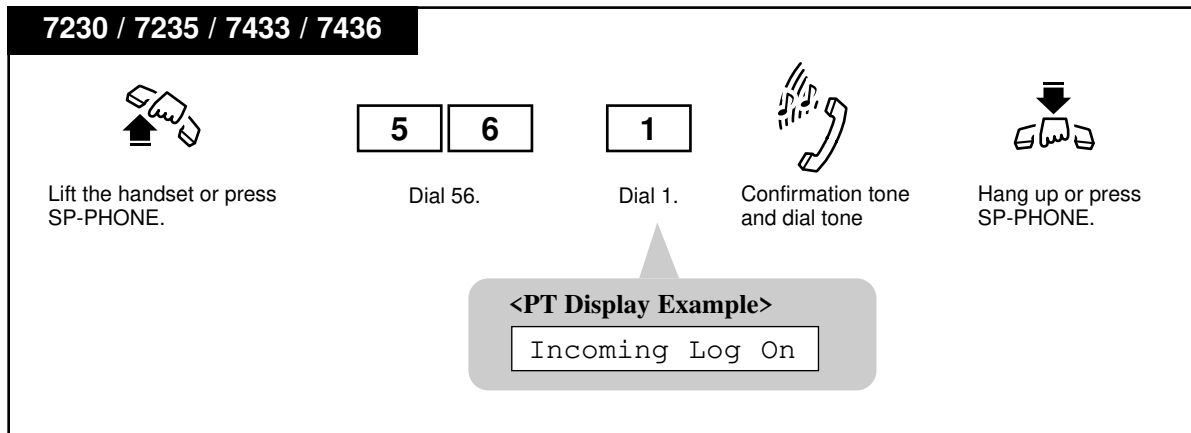 7230 / 7235 / 7433 / 7436
5 6 1
Lift the handset or press
SP-PHONE.
Dial 56.
Dial 1.
Confirmation tone
and dial tone
Hang up or press
SP-PHONE.
<PT Display Example>
Incoming Log On